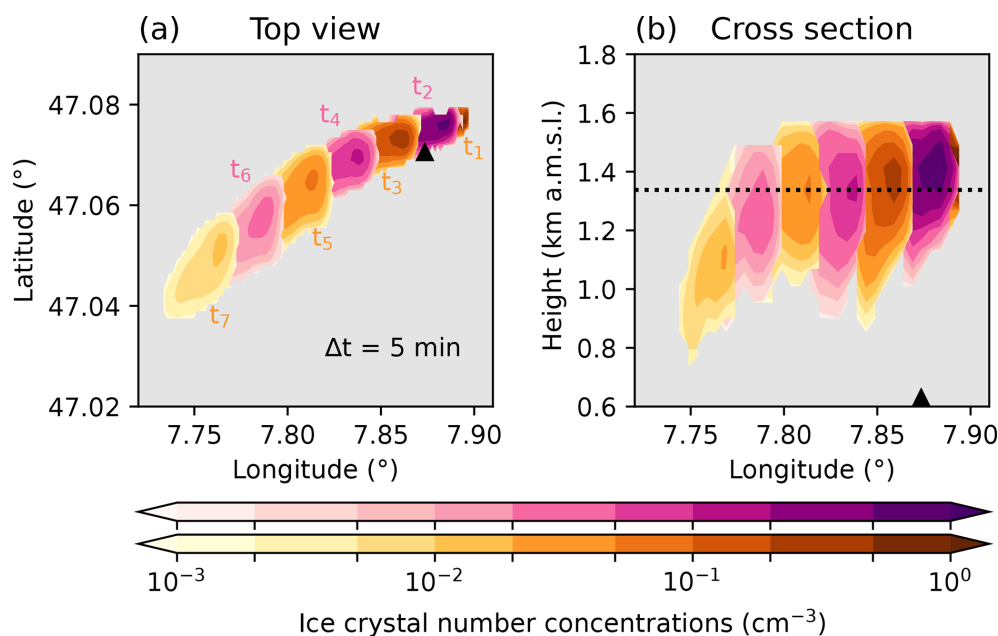 (a) Top view
(b) Cross section
47.08
47.06
47.04
47.02
Latitude (°)
t₂
t₄
t₁
t₆
t₃
t₅
t₇
Δt = 5 min
7.75 7.80 7.85 7.90
Longitude (°)
1.8
1.6
1.4
1.2
1.0
0.8
0.6
Height (km a.m.s.l.)
7.75 7.80 7.85 7.90
Longitude (°)
10⁻³ 10⁻² 10⁻¹ 10⁰
Ice crystal number concentrations (cm⁻³)